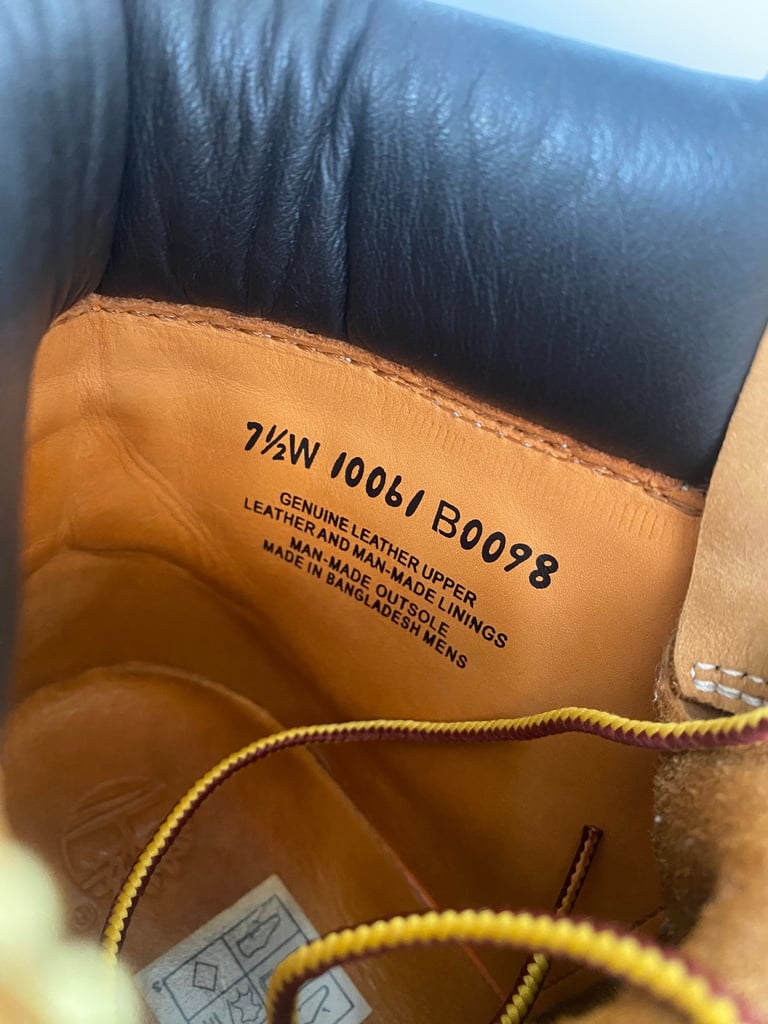 7½W 10061 B0098
GENUINE LEATHER UPPER
LEATHER AND MAN-MADE LININGS
MAN-MADE OUTSOLE
MADE IN BANGLADESH MENS